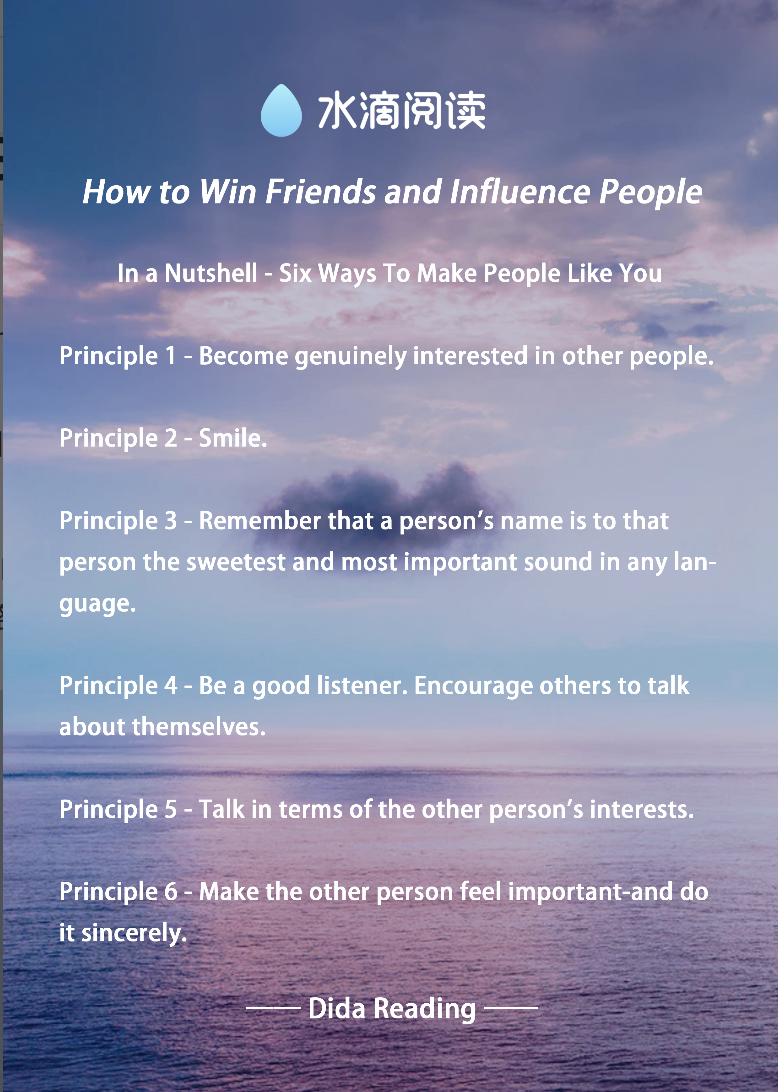 水滴阅读
How to Win Friends and Influence People
In a Nutshell - Six Ways To Make People Like You
Principle 1 - Become genuinely interested in other people.
Principle 2 - Smile.
Principle 3 - Remember that a person’s name is to that
person the sweetest and most important sound in any lan-
guage.
Principle 4 - Be a good listener. Encourage others to talk
about themselves.
Principle 5 - Talk in terms of the other person’s interests.
Principle 6 - Make the other person feel important-and do
it sincerely.
—— Dida Reading ——